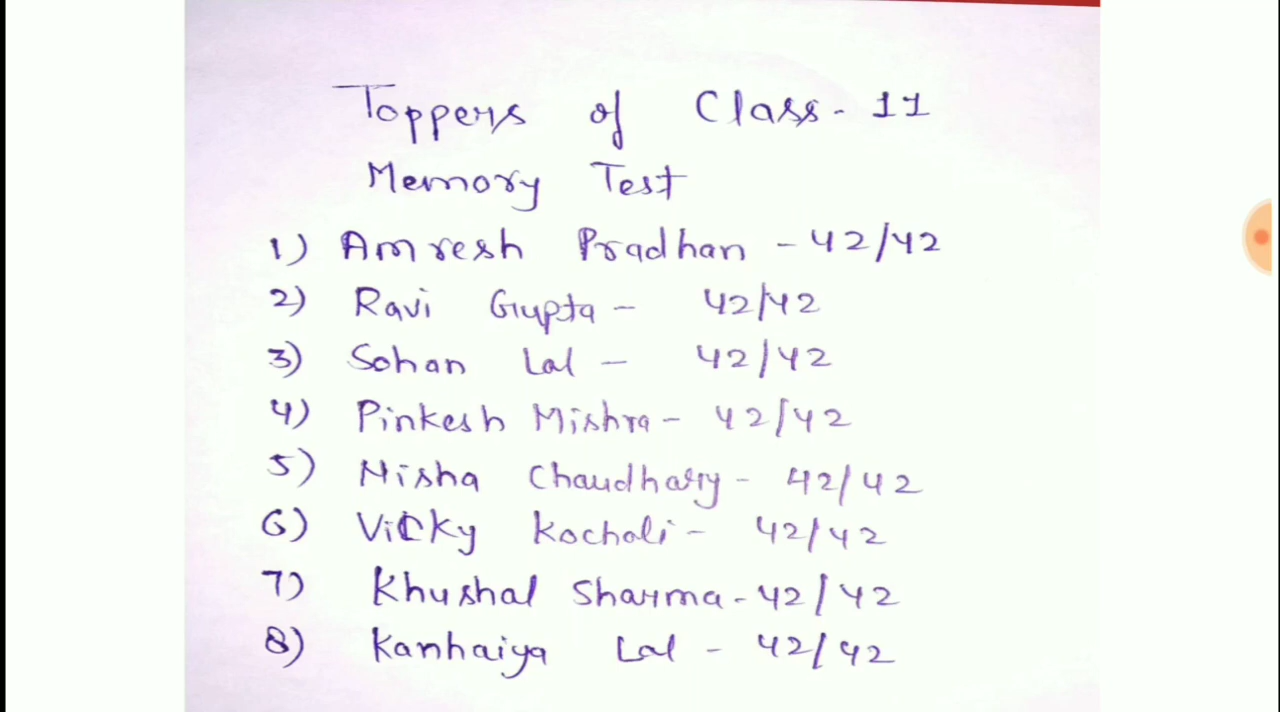 Toppers of Class-11
Memory Test
1) Amresh Pradhan - 42/42
2) Ravi Gupta - 42/42
3) Sohan Lal - 42/42
4) Pinkesh Mishra - 42/42
5) Nisha Chaudhary - 42/42
6) Vicky Kocholi - 42/42
7) Khushal Sharma - 42/42
8) Kanhaiya Lal - 42/42